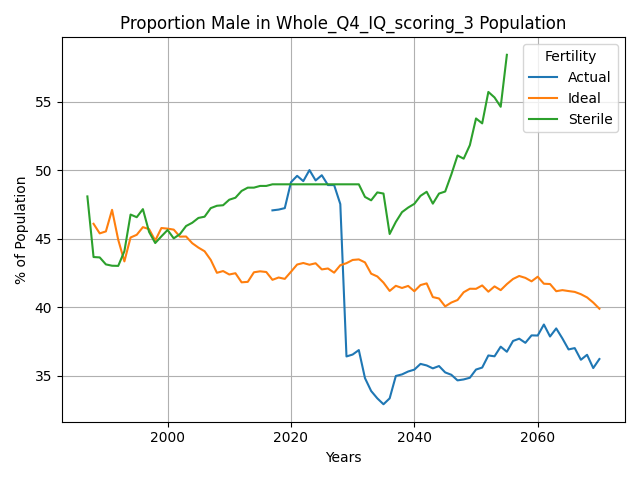 Proportion Male in Whole_Q4_IQ_scoring_3 Population
Fertility
Actual
Ideal
Sterile
% of Population
55
50
45
40
35
2000
2020
2040
2060
Years